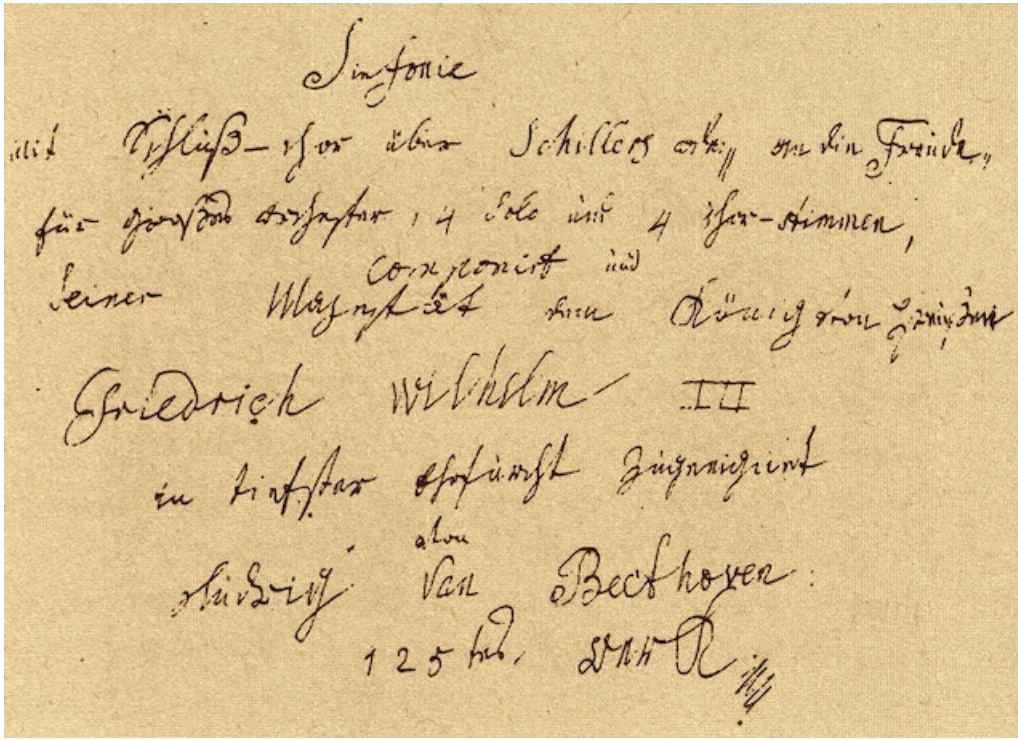 Sinfonie
mit Schluß-chor über Schillers ode: "an die Freude"
für großes orchester, 4 solo und 4 chor-stimmen,
componirt und
seiner Majestät dem König von Preußen
Friedrich Wilhelm III
in tiefster Ehrfurcht zugeeignet
von
Ludwig van Beethoven
125 tes Werk